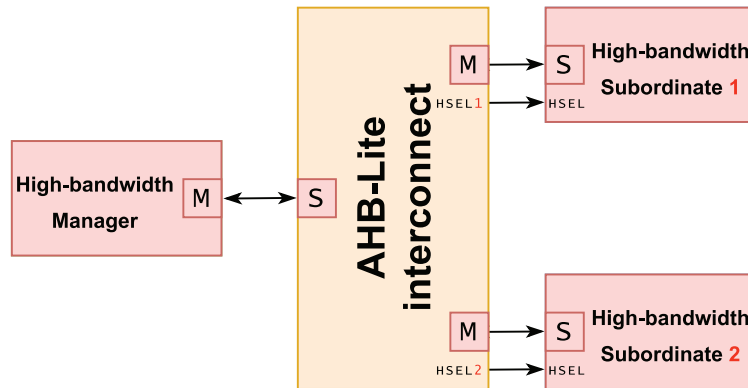 High-bandwidth
Manager
M
S
AHB-Lite
interconnect
M
HSEL1
S
HSEL
High-bandwidth
Subordinate 1
M
HSEL2
S
HSEL
High-bandwidth
Subordinate 2